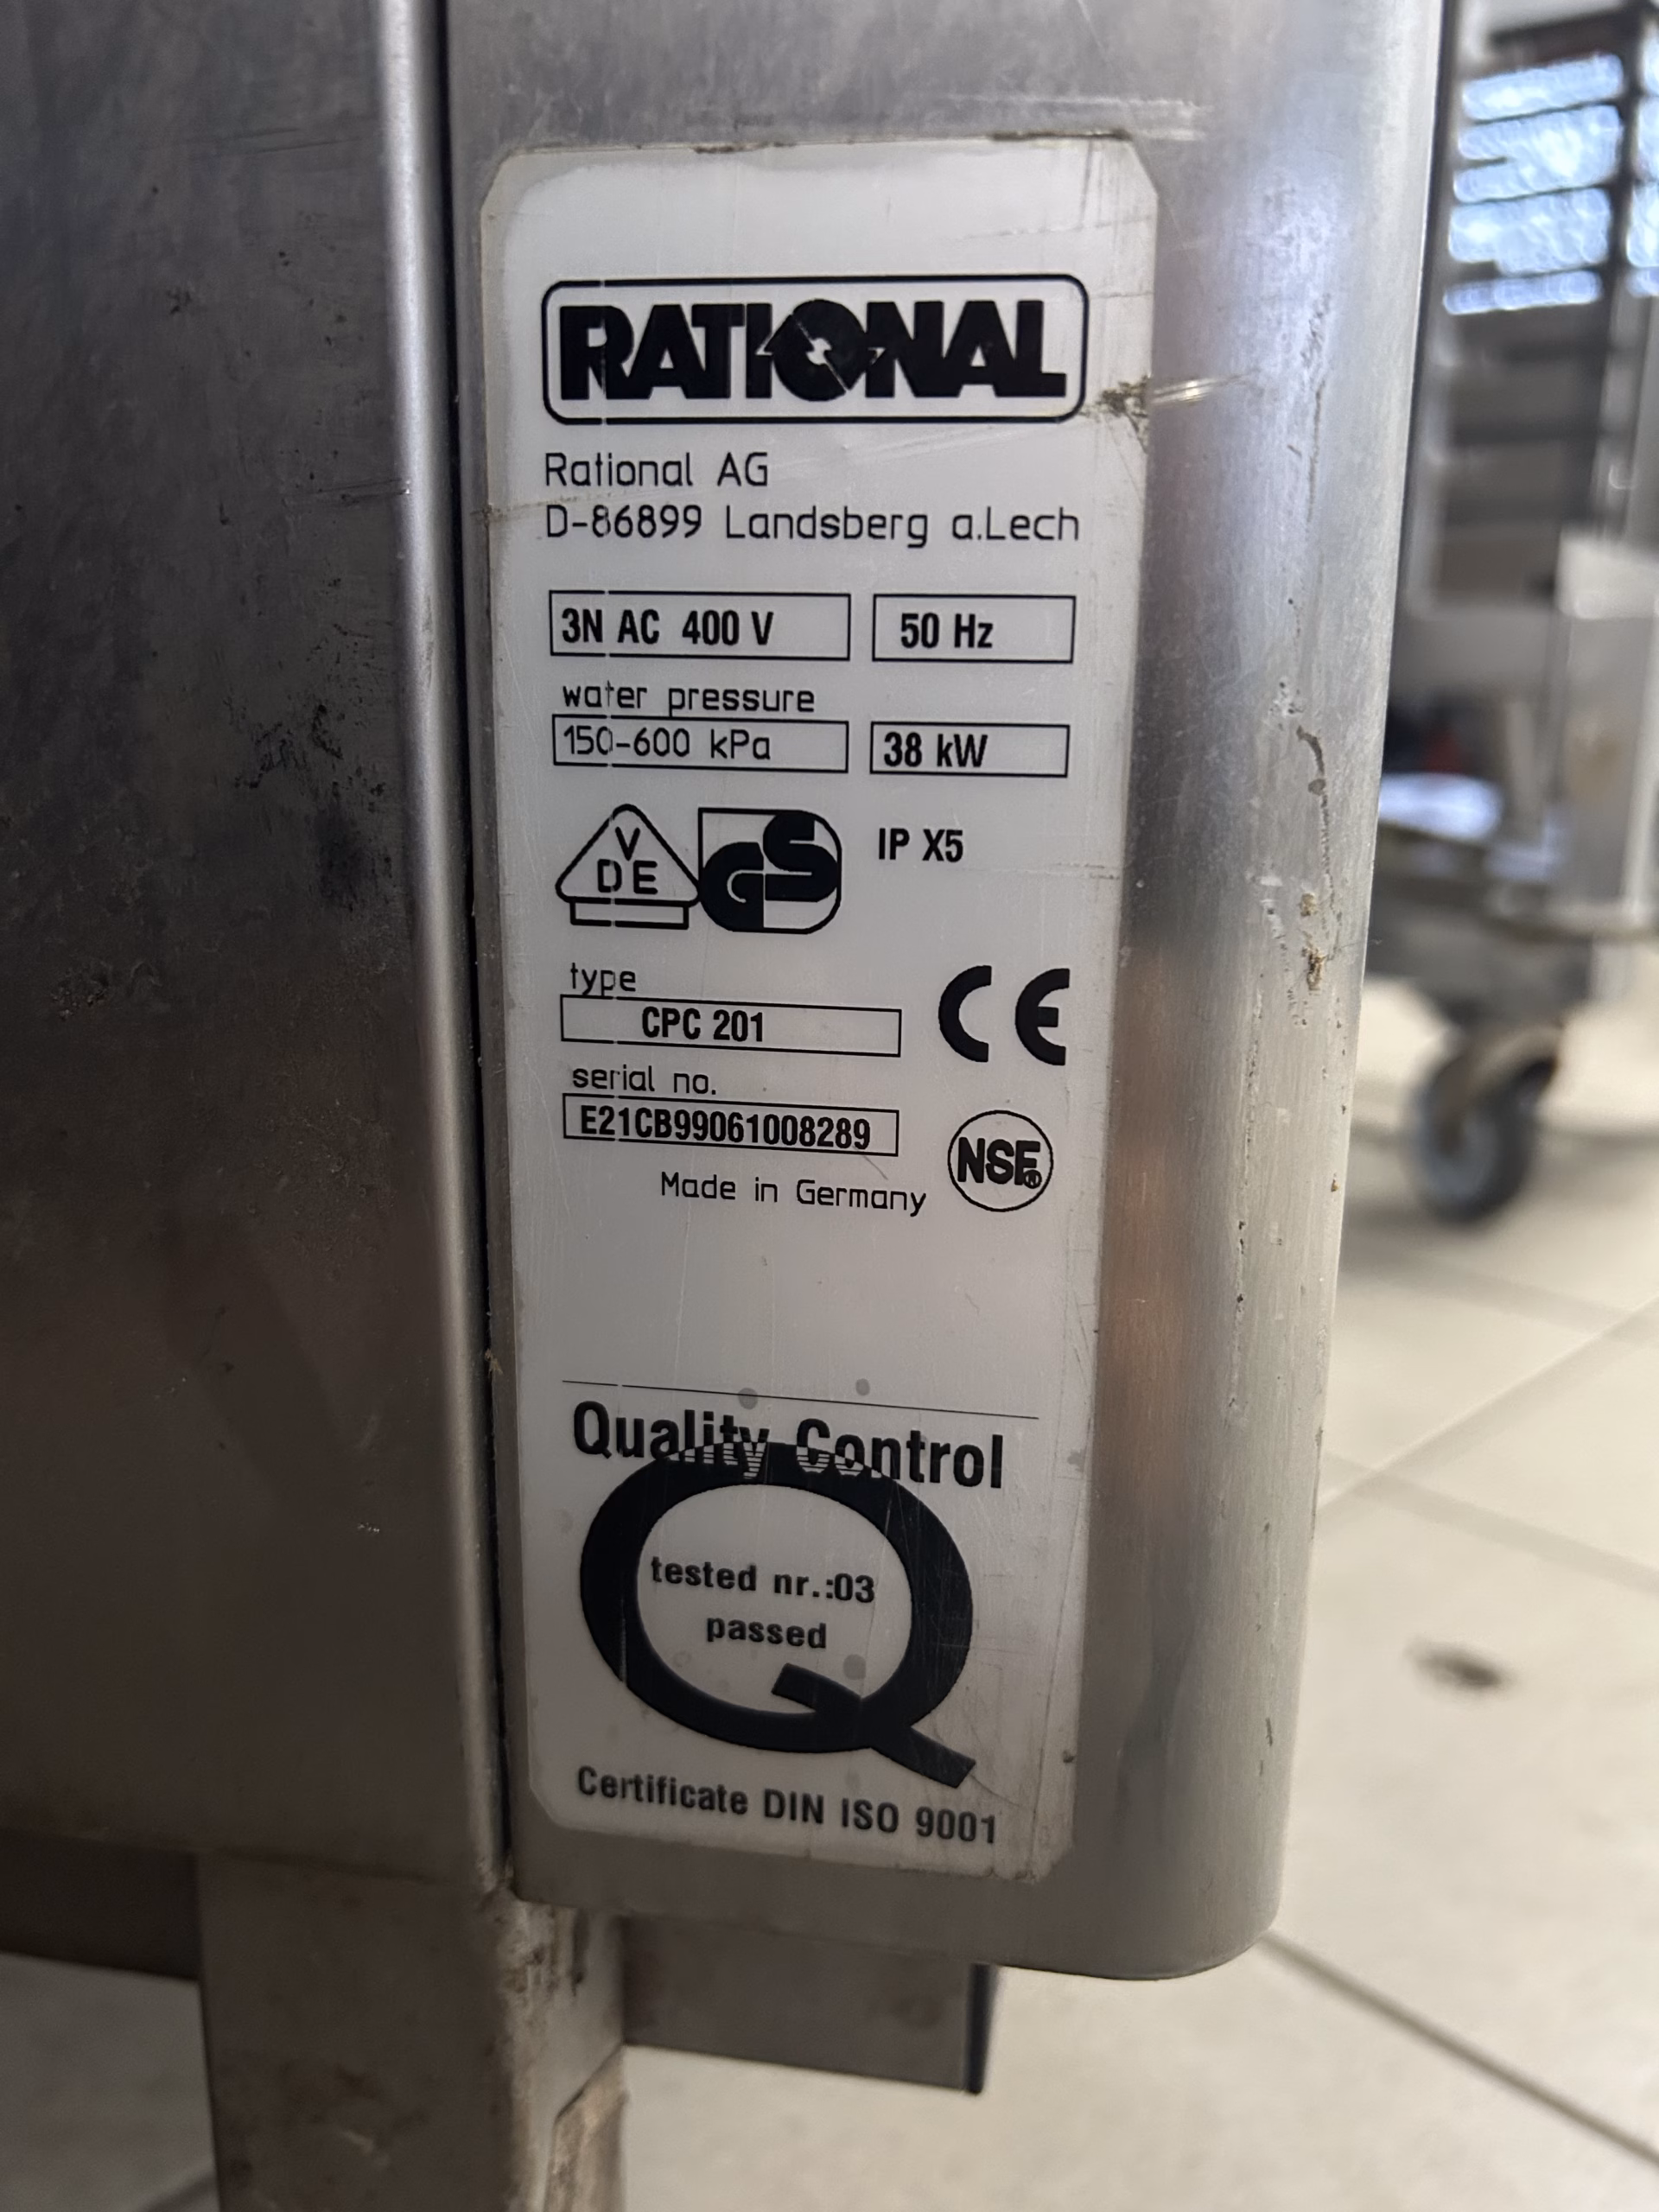 RATIONAL
Rational AG
D-86899 Landsberg a.Lech
3N AC 400 V 50 Hz
water pressure
150-600 kPa 38 kW
VDE GS IP X5
type
CPC 201 CE
serial no.
E21CB99061008289
NSF®
Made in Germany
Quality Control
tested nr.:03
passed
Certificate DIN ISO 9001